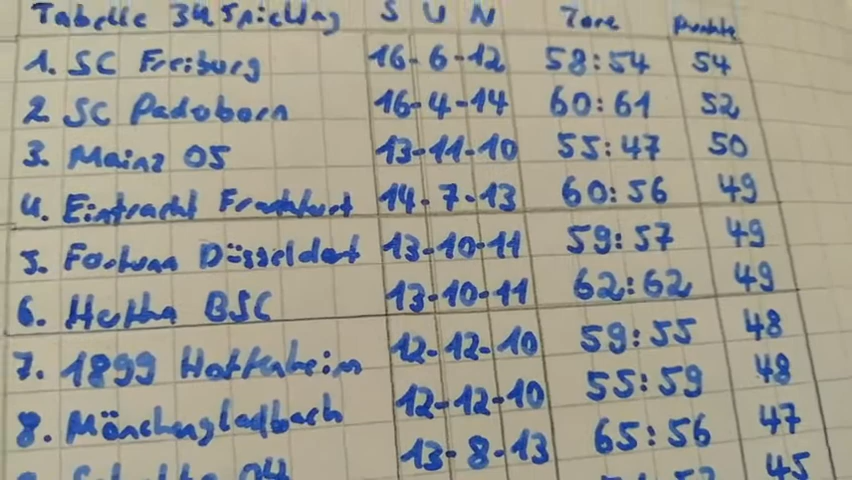 Tabelle 34. Spieltag S U N Tore Punkte
1. SC Freiburg 16-6-12 58:54 54
2. SC Padoborn 16-4-14 60:61 52
3. Mainz 05 13-11-10 55:47 50
4. Eintracht Frankfurt 14-7-13 60:56 49
5. Fortuna Düsseldorf 13-10-11 59:57 49
6. Hertha BSC 13-10-11 62:62 49
7. 1899 Hoffenheim 12-12-10 59:55 48
8. Mönchengladbach 12-12-10 55:59 48
9. Schalke 04 13-8-13 65:56 47
45